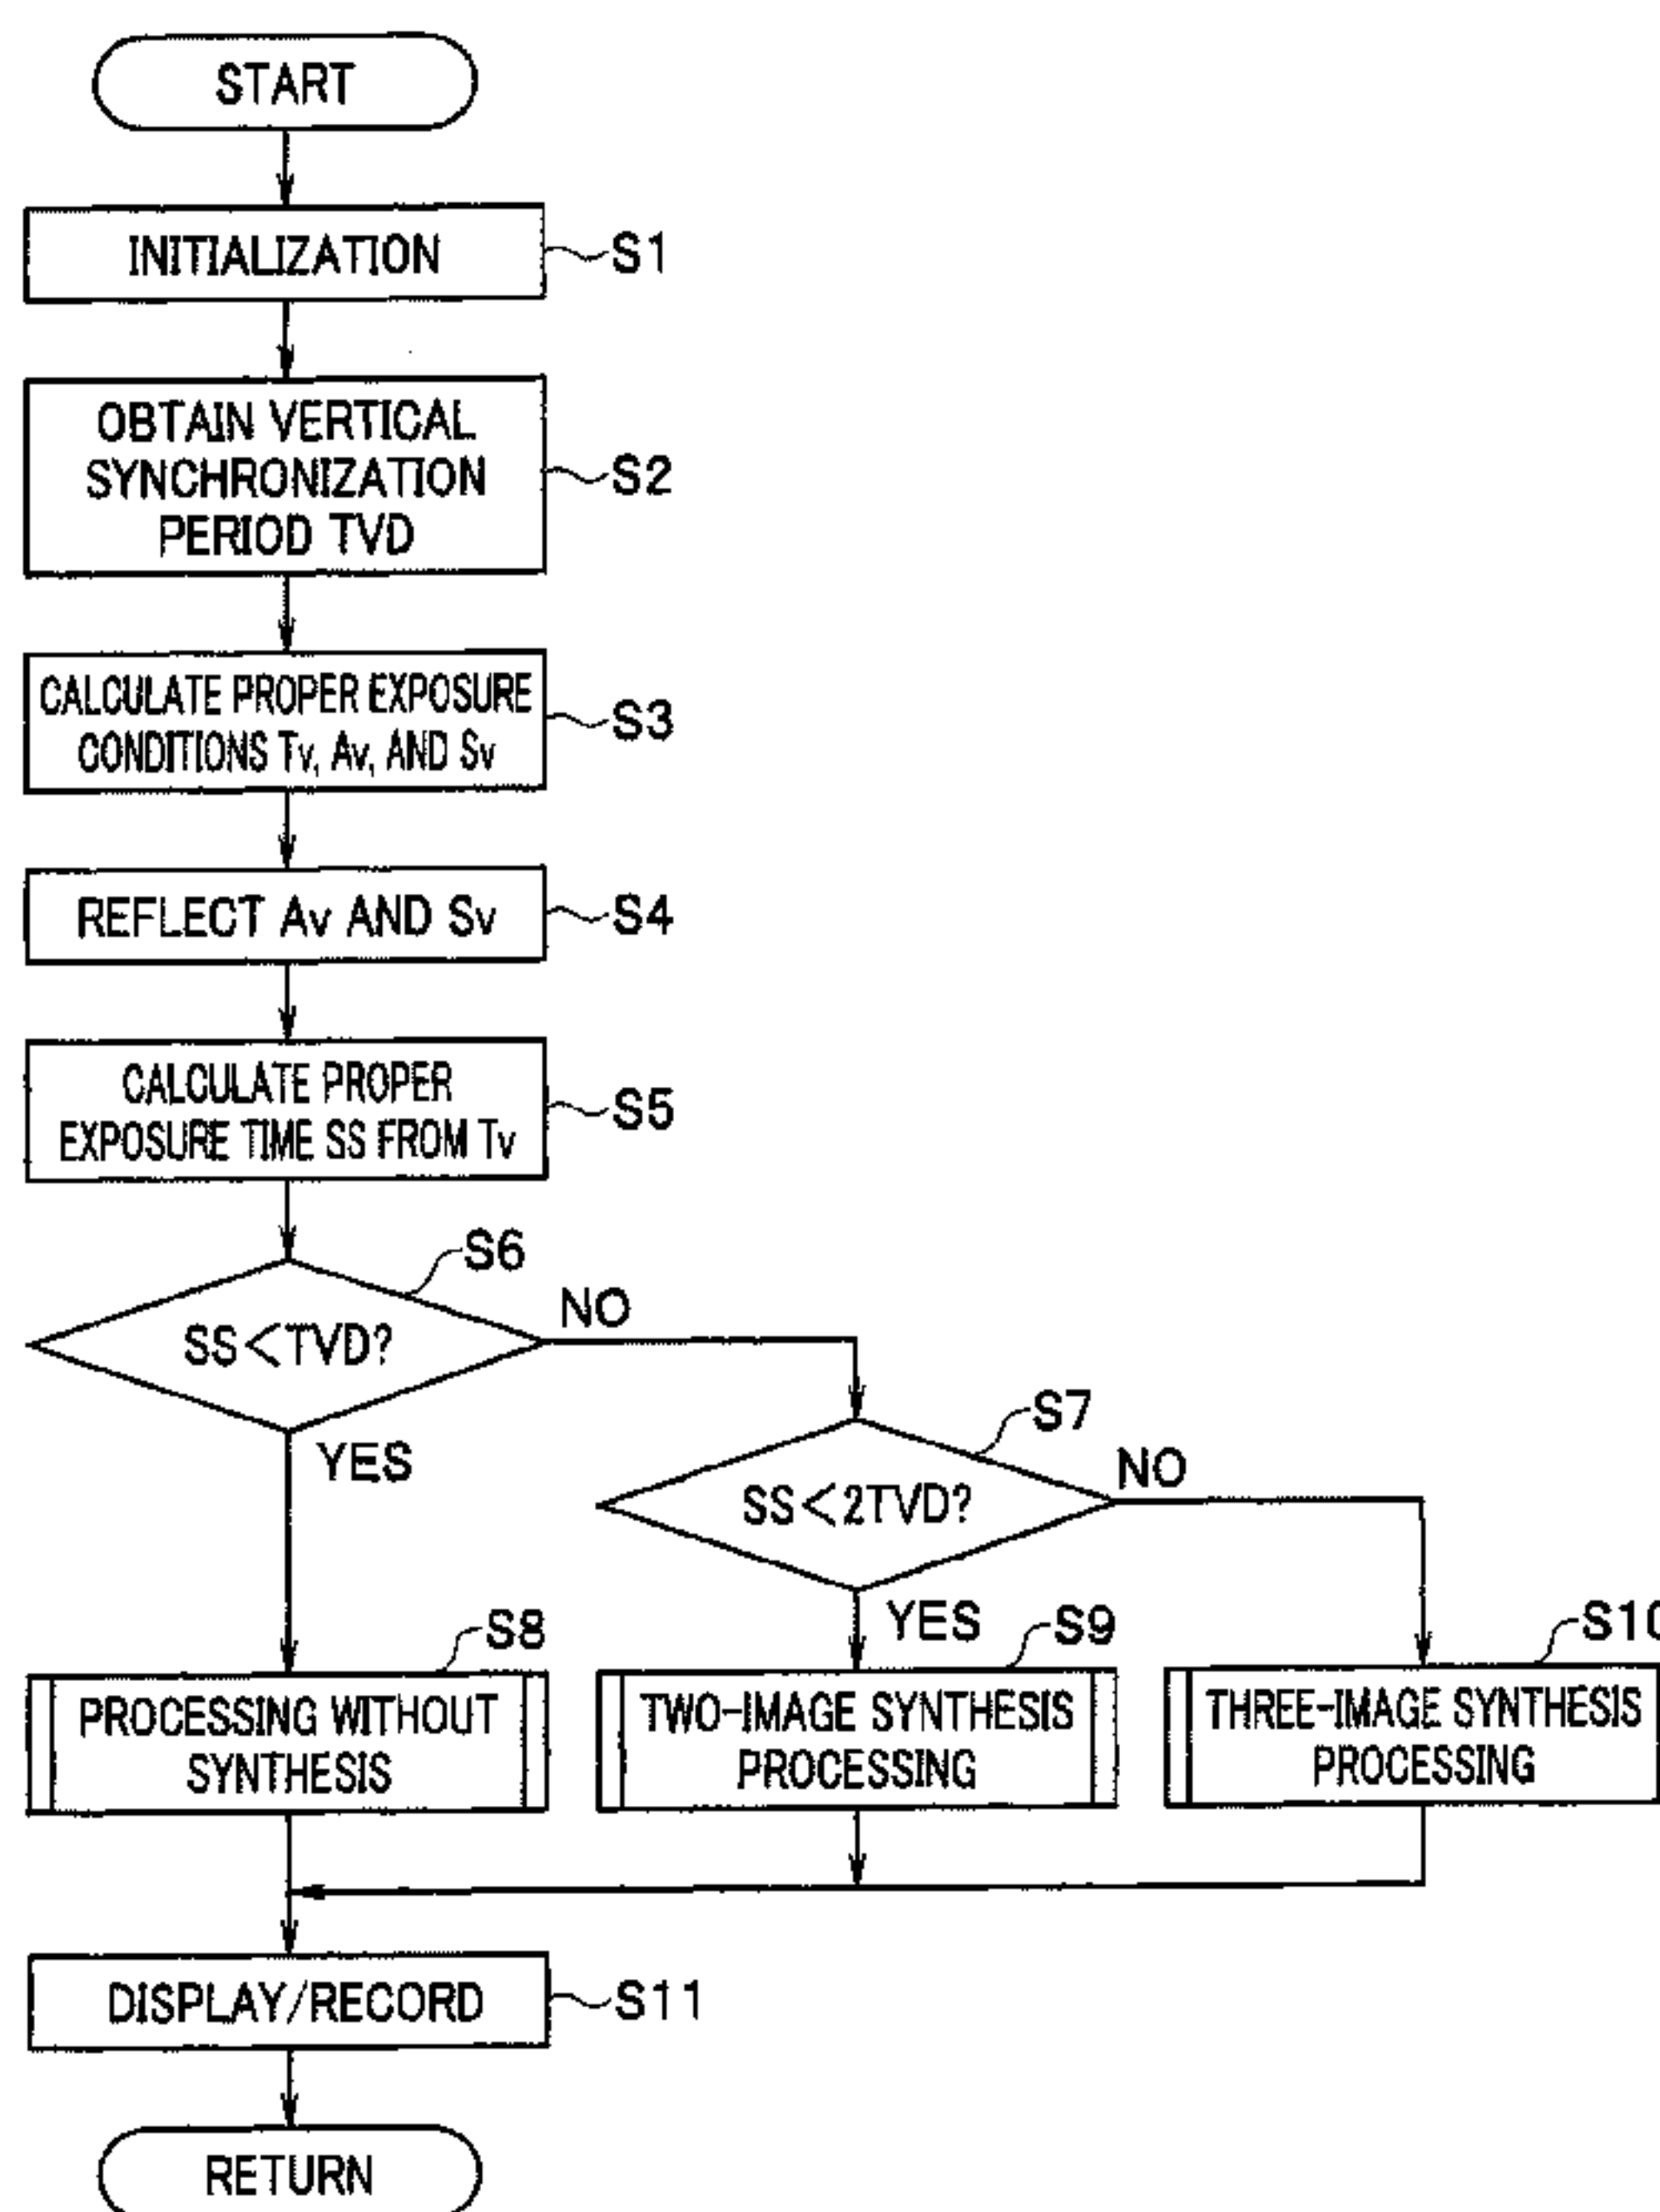 START
INITIALIZATION
S1
OBTAIN VERTICAL
SYNCHRONIZATION
PERIOD TVD
S2
CALCULATE PROPER EXPOSURE
CONDITIONS Tv, Av, AND Sv
S3
REFLECT Av AND Sv
S4
CALCULATE PROPER
EXPOSURE TIME SS FROM Tv
S5
S6
SS<TVD?
NO
YES
S7
SS<2TVD?
NO
YES
S8
PROCESSING WITHOUT
SYNTHESIS
S9
TWO-IMAGE SYNTHESIS
PROCESSING
S10
THREE-IMAGE SYNTHESIS
PROCESSING
DISPLAY/RECORD
S11
RETURN